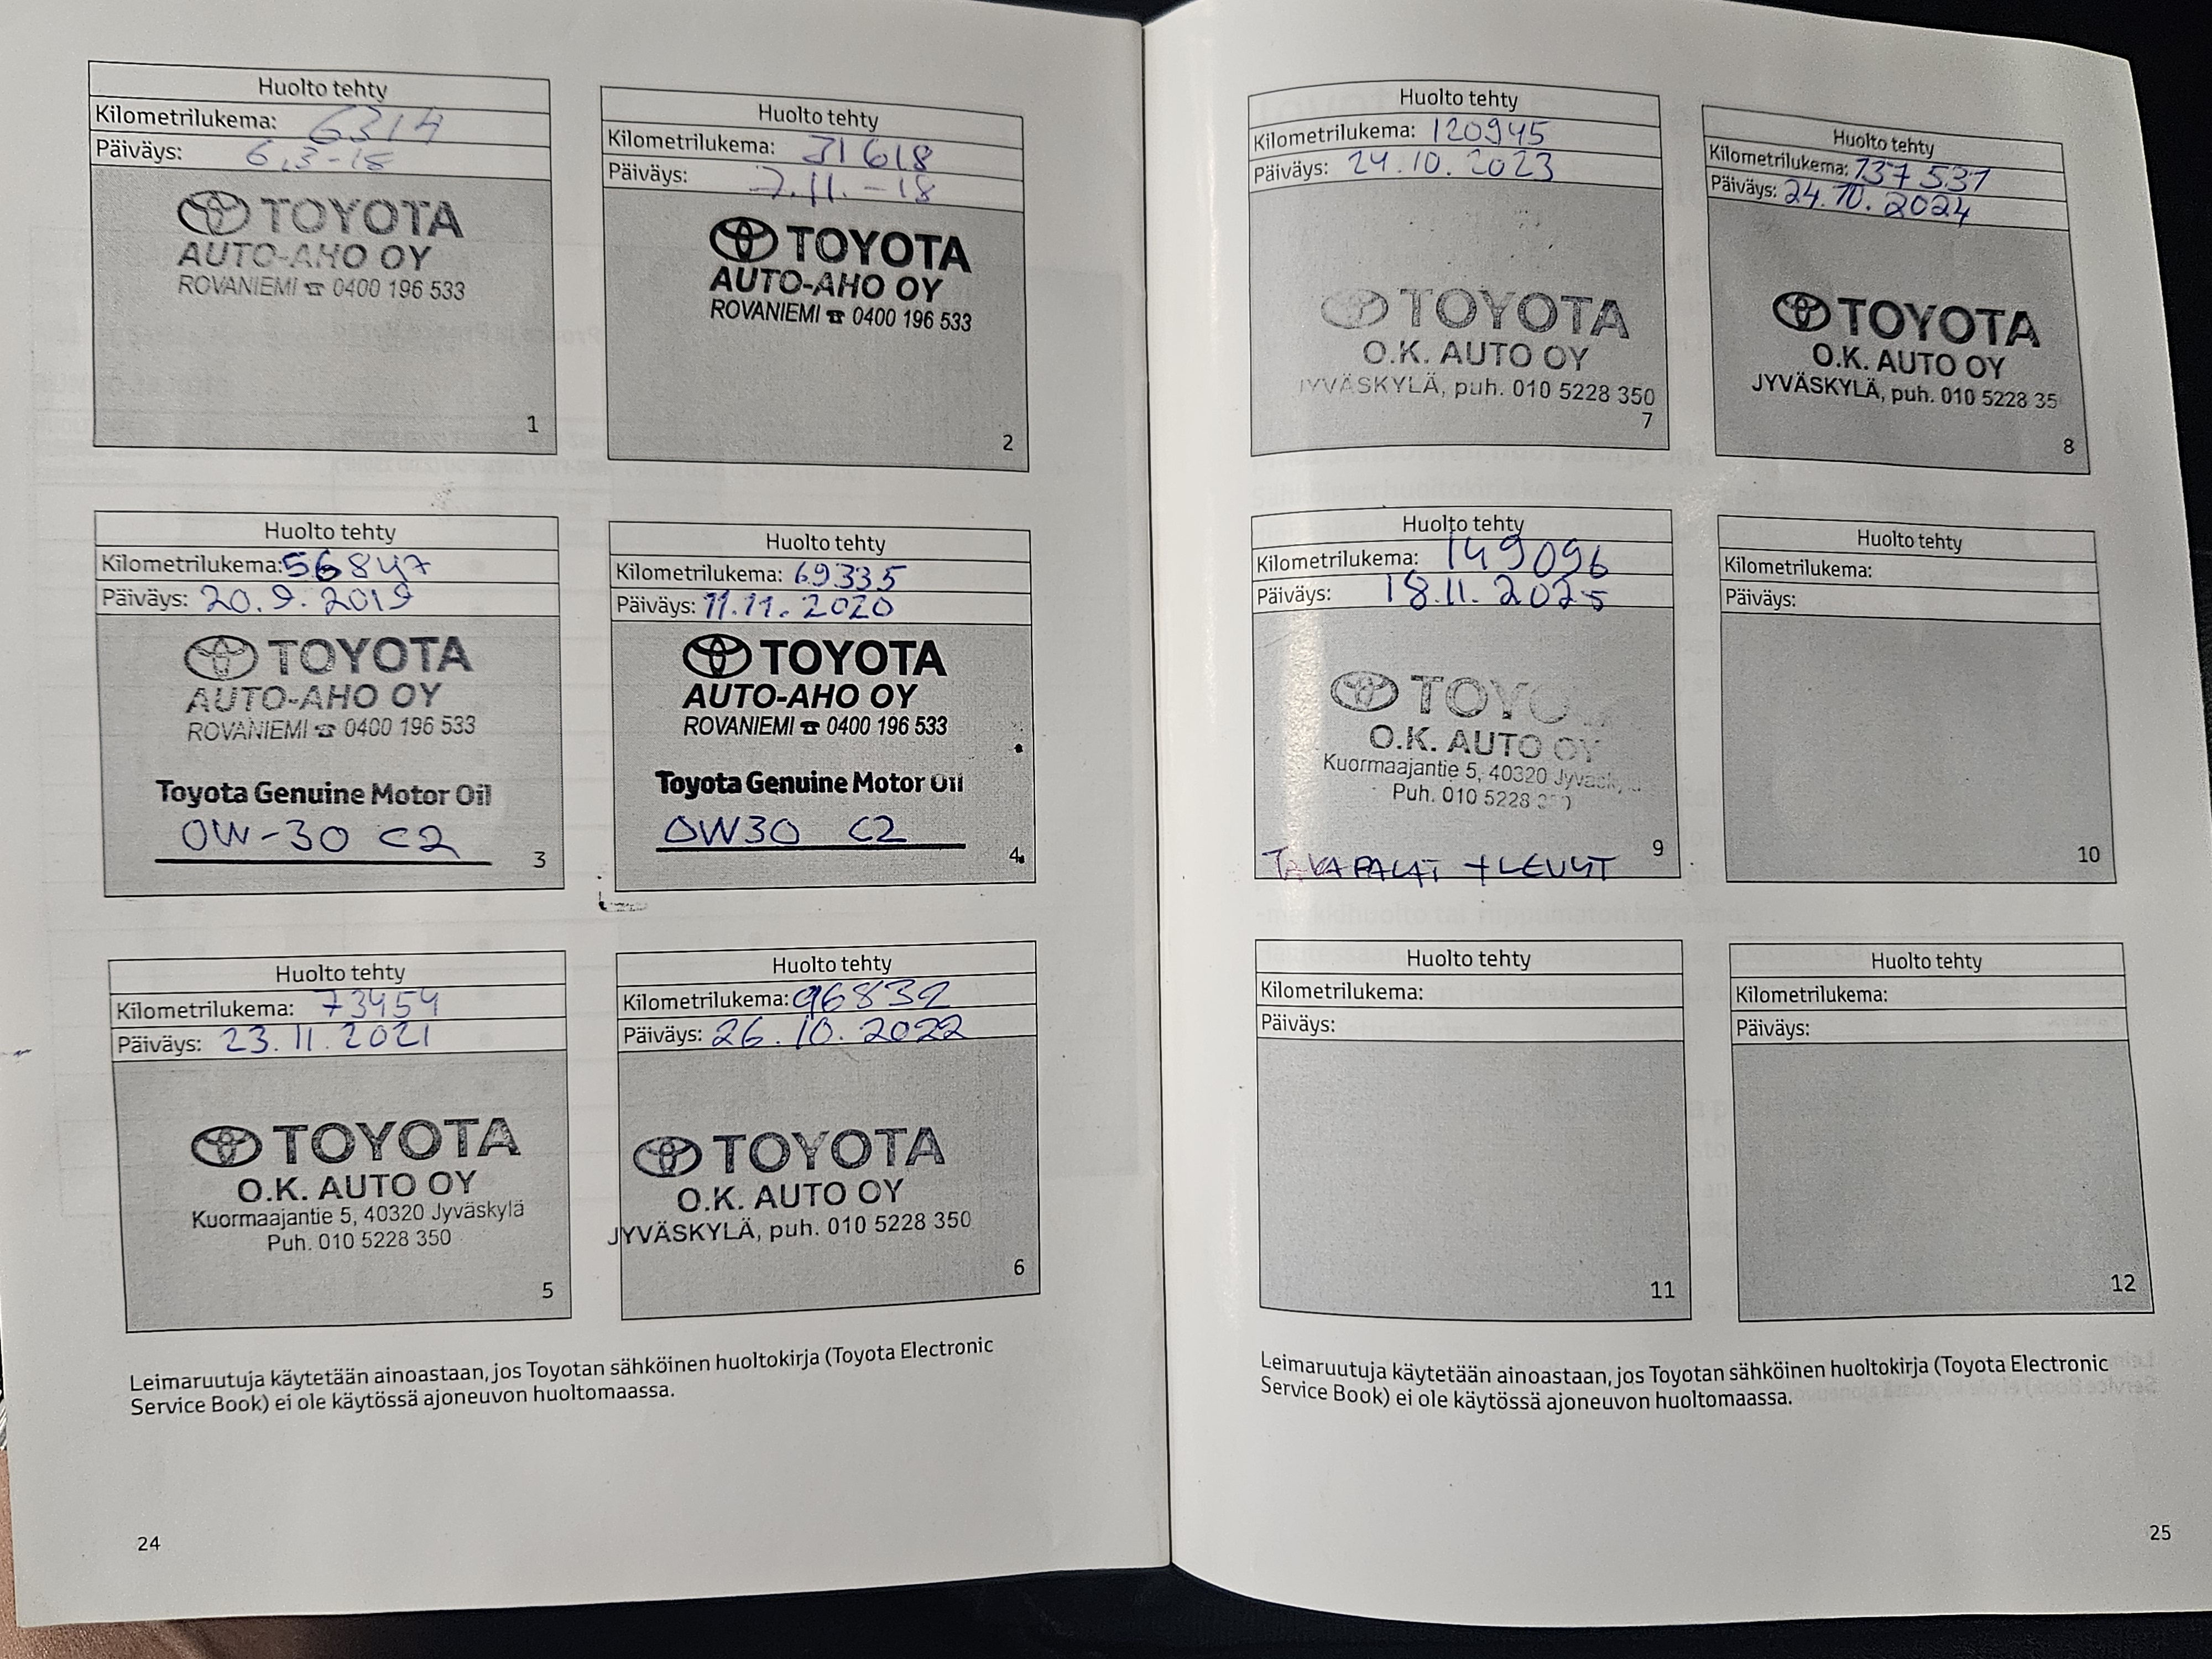 Huolto tehty
Kilometrilukema: 6314
Päiväys: 6.3-18
TOYOTA
AUTO-AHO OY
ROVANIEMI ☎ 0400 196 533
1
Huolto tehty
Kilometrilukema: 31618
Päiväys: 7.11.-18
TOYOTA
AUTO-AHO OY
ROVANIEMI ☎ 0400 196 533
2
Huolto tehty
Kilometrilukema: 56847
Päiväys: 20.9.2019
TOYOTA
AUTO-AHO OY
ROVANIEMI ☎ 0400 196 533
Toyota Genuine Motor Oil
0W-30 C2
3
Huolto tehty
Kilometrilukema: 69335
Päiväys: 11.11.2020
TOYOTA
AUTO-AHO OY
ROVANIEMI ☎ 0400 196 533
Toyota Genuine Motor Oil
0W30 C2
4
Huolto tehty
Kilometrilukema: 73454
Päiväys: 23.11.2021
TOYOTA
O.K. AUTO OY
Kuormaajantie 5, 40320 Jyväskylä
Puh. 010 5228 350
5
Huolto tehty
Kilometrilukema: 96832
Päiväys: 26.10.2022
TOYOTA
O.K. AUTO OY
JYVÄSKYLÄ, puh. 010 5228 350
6
Leimaruutuja käytetään ainoastaan, jos Toyotan sähköinen huoltokirja (Toyota Electronic
Service Book) ei ole käytössä ajoneuvon huoltomaassa.
24
Huolto tehty
Kilometrilukema: 120945
Päiväys: 24.10.2023
TOYOTA
O.K. AUTO OY
JYVÄSKYLÄ, puh. 010 5228 350
7
Huolto tehty
Kilometrilukema: 137531
Päiväys: 24.10.2024
TOYOTA
O.K. AUTO OY
JYVÄSKYLÄ, puh. 010 5228 35
8
Huolto tehty
Kilometrilukema: 149096
Päiväys: 18.11.2025
TOYO
O.K. AUTO OY
Kuormaajantie 5, 40320 Jyväskylä
Puh. 010 5228
TAKAPALAT + LEVYT
9
Huolto tehty
Kilometrilukema:
Päiväys:
10
Huolto tehty
Kilometrilukema:
Päiväys:
11
Huolto tehty
Kilometrilukema:
Päiväys:
12
Leimaruutuja käytetään ainoastaan, jos Toyotan sähköinen huoltokirja (Toyota Electronic
Service Book) ei ole käytössä ajoneuvon huoltomaassa.
25